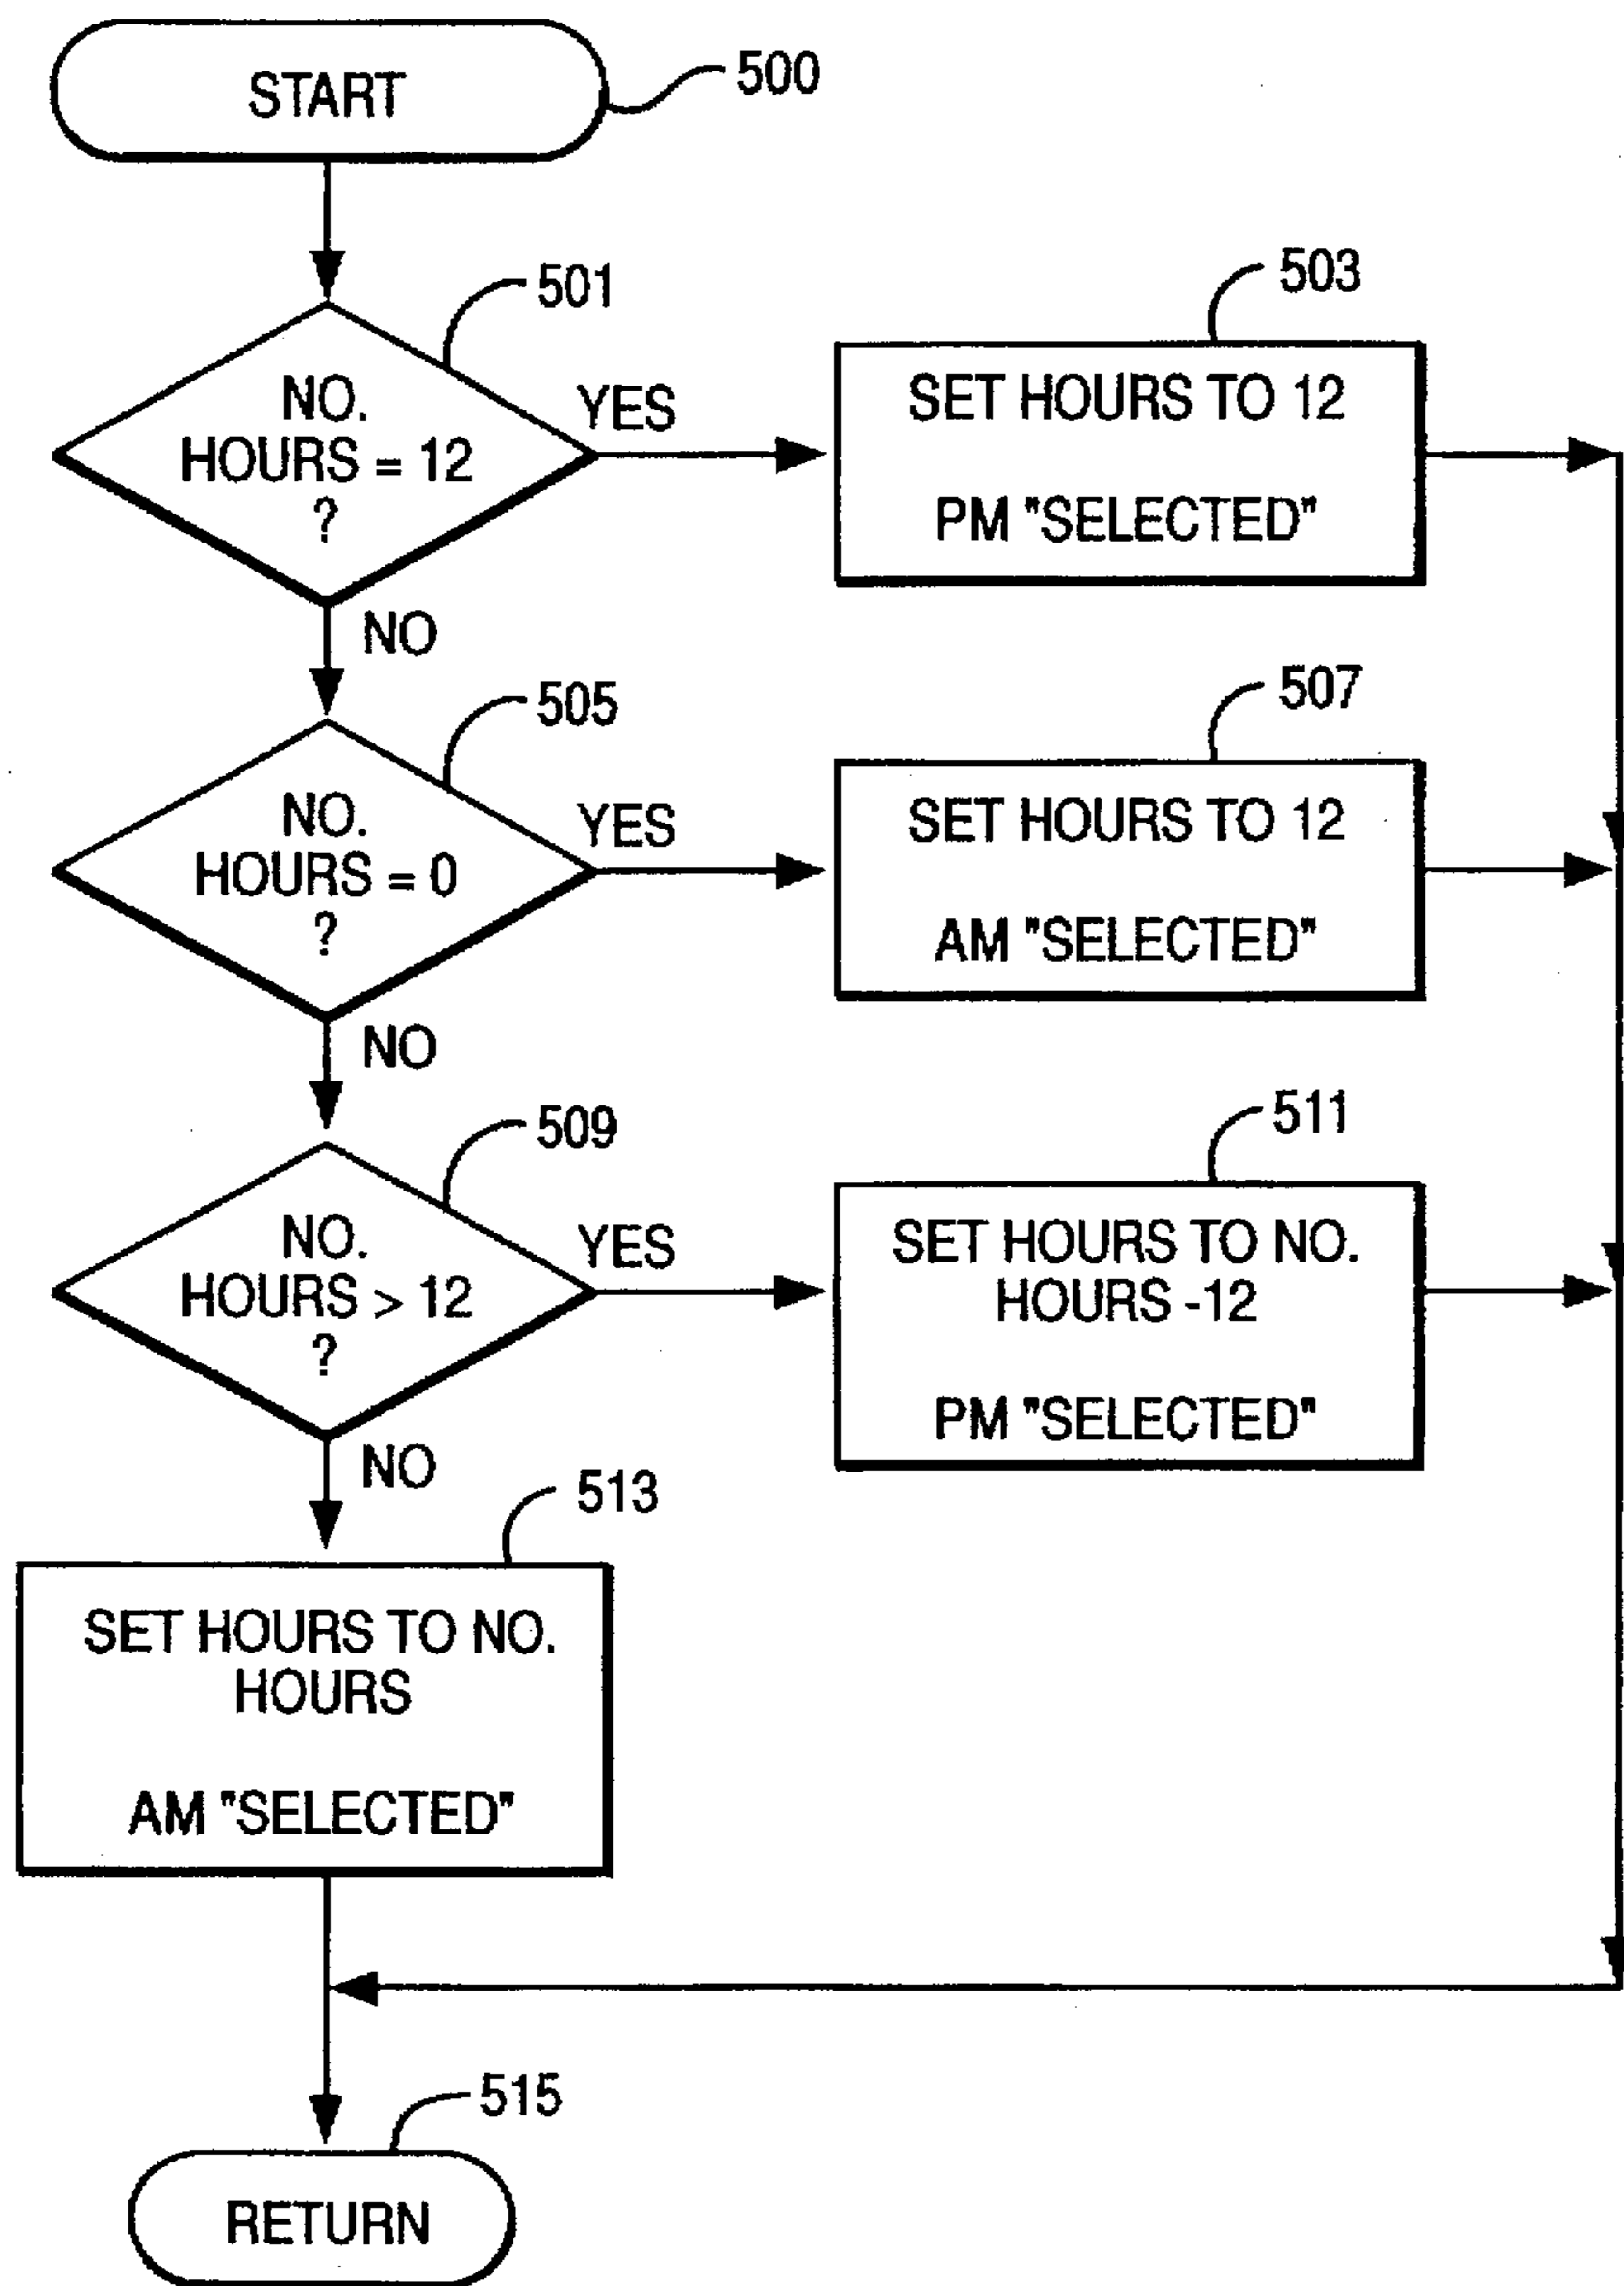 START
500
501
NO.
HOURS = 12
?
YES
503
SET HOURS TO 12
PM "SELECTED"
NO
505
NO.
HOURS = 0
?
YES
507
SET HOURS TO 12
AM "SELECTED"
NO
509
NO.
HOURS > 12
?
YES
511
SET HOURS TO NO.
HOURS -12
PM "SELECTED"
NO
513
SET HOURS TO NO.
HOURS
AM "SELECTED"
515
RETURN